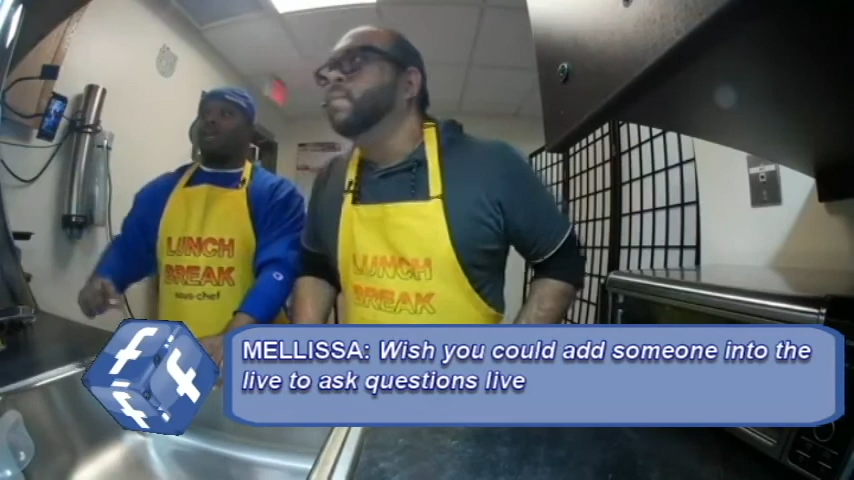 LUNCH
BREAK
sous-chef
LUNCH
BREAK
MELLISSA: Wish you could add someone into the
live to ask questions live